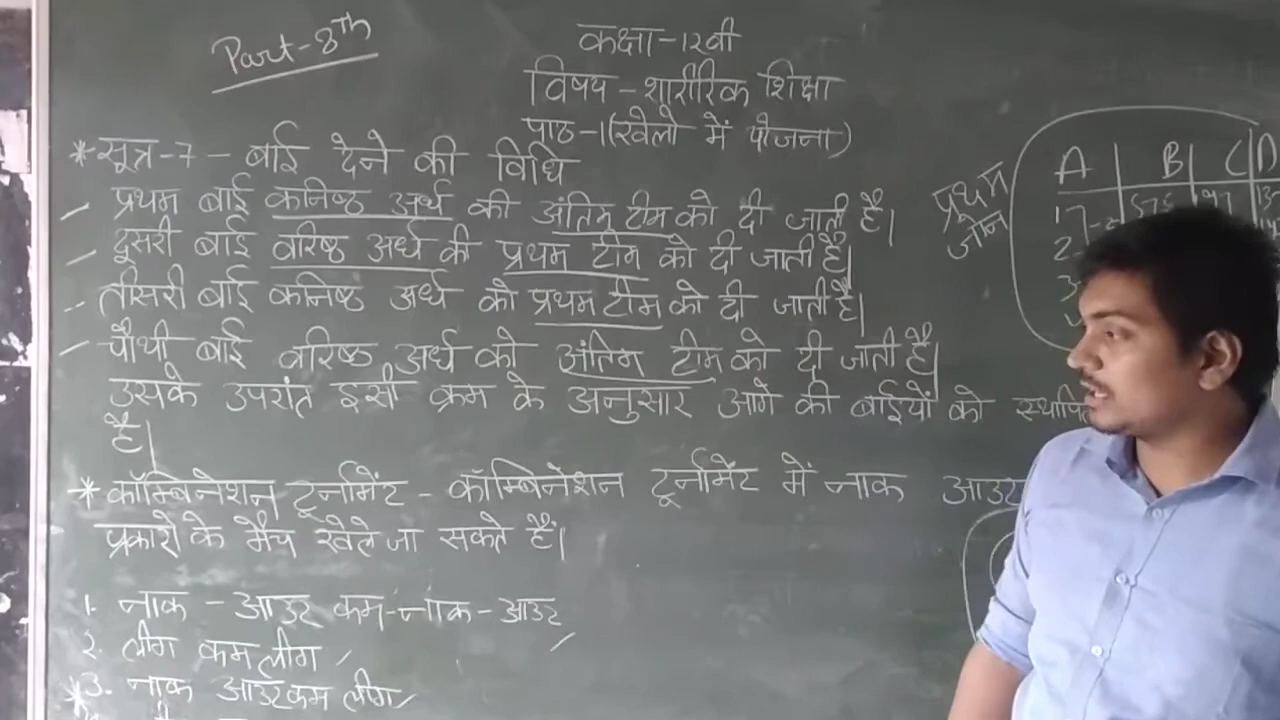 Part-8th
कक्षा-12वी
विषय - शारीरिक शिक्षा
पाठ-1(खेलो में योजना)
*सूत्र-7 - बाई देने की विधि
प्रथम बाई कनिष्ठ अर्ध की अंतिम टीम को दी जाती है।
दूसरी बाई वरिष्ठ अर्ध की प्रथम टीम को दी जाती है।
तीसरी बाई कनिष्ठ अर्ध को प्रथम टीम को दी जाती है।
चौथी बाई वरिष्ठ अर्ध को अंतिम टीम को दी जाती है।
उसके उपरांत इसी क्रम के अनुसार आगे की बाईयों को
है।
*कॉम्बिनेशन टूर्नामेंट - कॉम्बिनेशन टूर्नामेंट में नाक आउट
प्रकारो के मैच खेले जा सकते हैं।
1. नाक - आउट कम-नाक-आउट
2. लीग कम लीग
*3. नाक आउट कम लीग
प्रथम जोन
A B C D
17